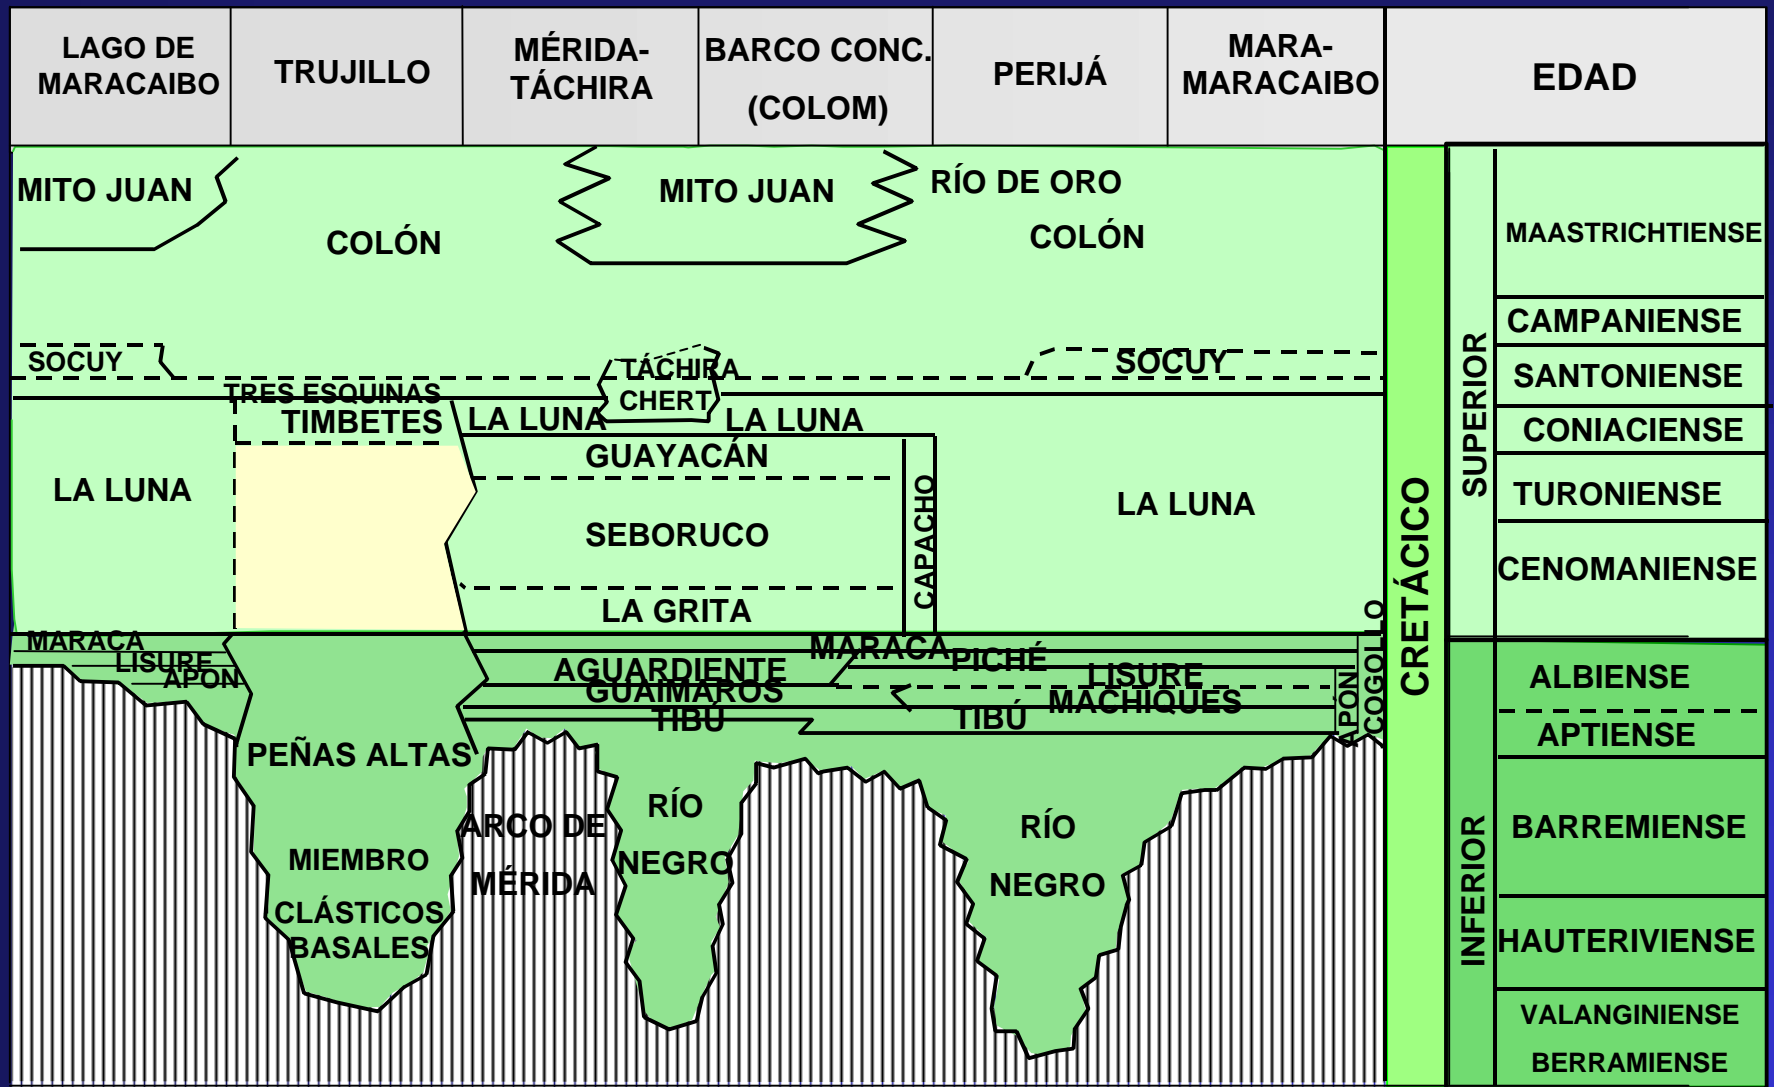 LAGO DE
MARACAIBO
TRUJILLO
MÉRIDA-
TÁCHIRA
BARCO CONC.
(COLOM)
PERIJÁ
MARA-
MARACAIBO
EDAD
MITO JUAN
COLÓN
MITO JUAN
RÍO DE ORO
COLÓN
SOCUY
TÁCHIRA
CHERT
SOCUY
TRES ESQUINAS
TIMBETES
LA LUNA
LA LUNA
GUAYACÁN
LA LUNA
SEBORUCO
CAPACHO
LA LUNA
LA GRITA
MARACA
LISURE
APON
MARACA
PICHÉ
AGUARDIENTE
LISURE
GUAIMAROS
MACHIQUES
TIBÚ
TIBÚ
APÓN
COGOLLO
PEÑAS ALTAS
MIEMBRO
CLÁSTICOS
BASALES
ARCO DE
MÉRIDA
RÍO
NEGRO
RÍO
NEGRO
CRETÁCICO
SUPERIOR
MAASTRICHTIENSE
CAMPANIENSE
SANTONIENSE
CONIACIENSE
TURONIENSE
CENOMANIENSE
INFERIOR
ALBIENSE
APTIENSE
BARREMIENSE
HAUTERIVIENSE
VALANGINIENSE
BERRAMIENSE